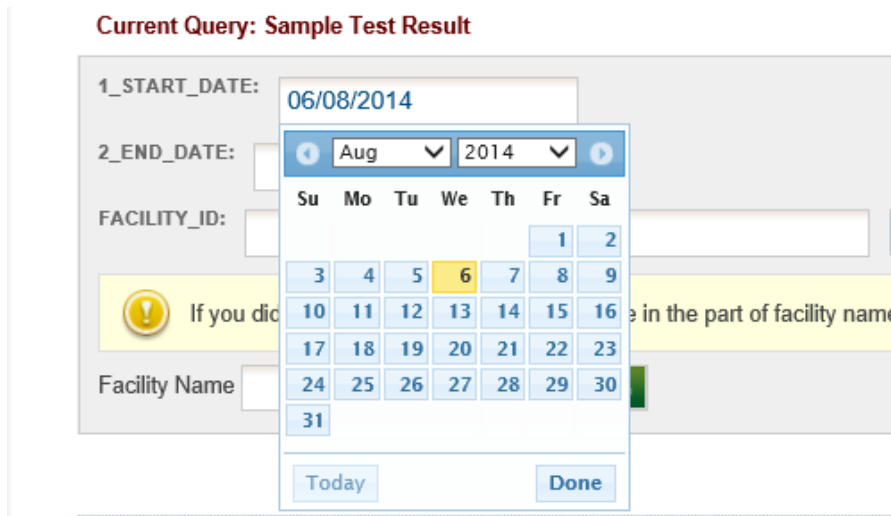 Current Query: Sample Test Result
1_START_DATE: 06/08/2014
2_END_DATE:
Aug 2014
Su Mo Tu We Th Fr Sa
FACILITY_ID:
1 2
3 4 5 6 7 8 9
If you did
10 11 12 13 14 15 16
in the part of facility name
17 18 19 20 21 22 23
Facility Name
24 25 26 27 28 29 30
31
Today Done